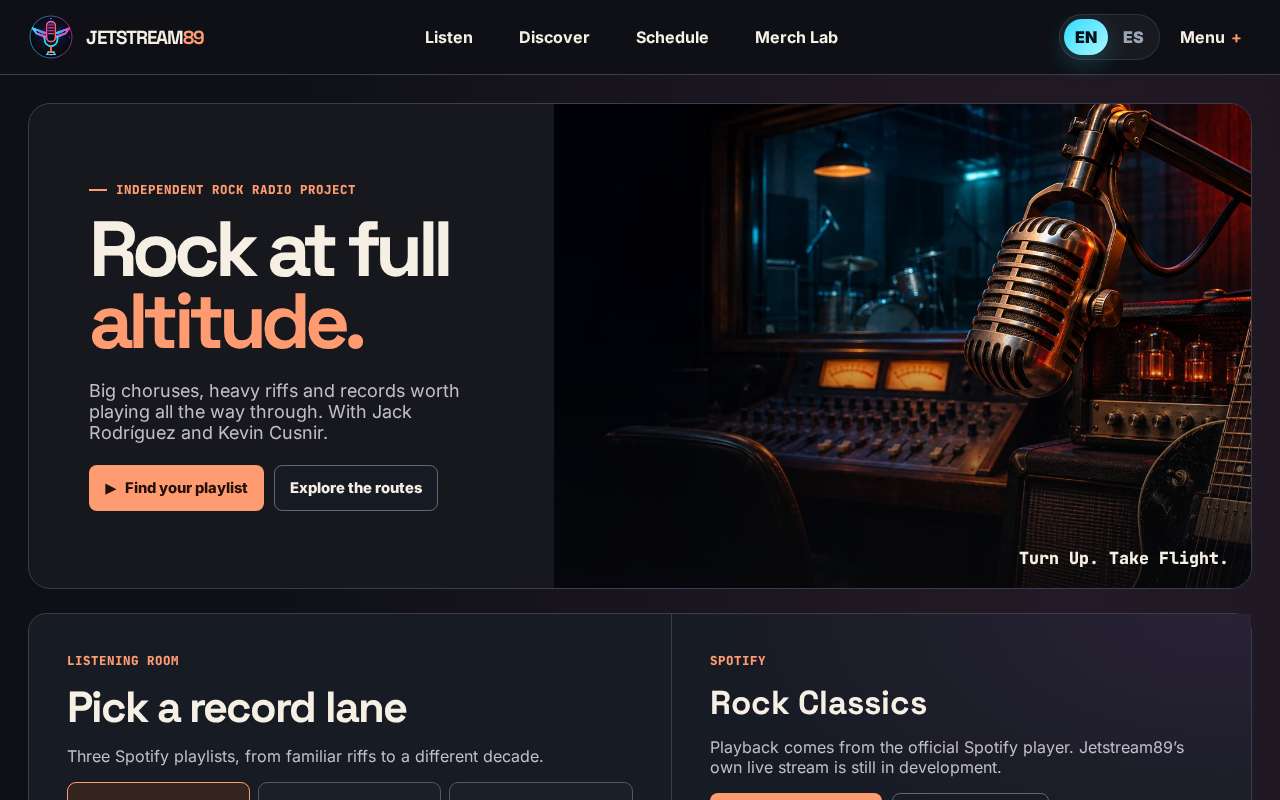 JETSTREAM89
Listen
Discover
Schedule
Merch Lab
EN
ES
Menu +
INDEPENDENT ROCK RADIO PROJECT
Rock at full
altitude.
Big choruses, heavy riffs and records worth
playing all the way through. With Jack
Rodríguez and Kevin Cusnir.
▶ Find your playlist
Explore the routes
Turn Up. Take Flight.
LISTENING ROOM
Pick a record lane
Three Spotify playlists, from familiar riffs to a different decade.
SPOTIFY
Rock Classics
Playback comes from the official Spotify player. Jetstream89’s
own live stream is still in development.